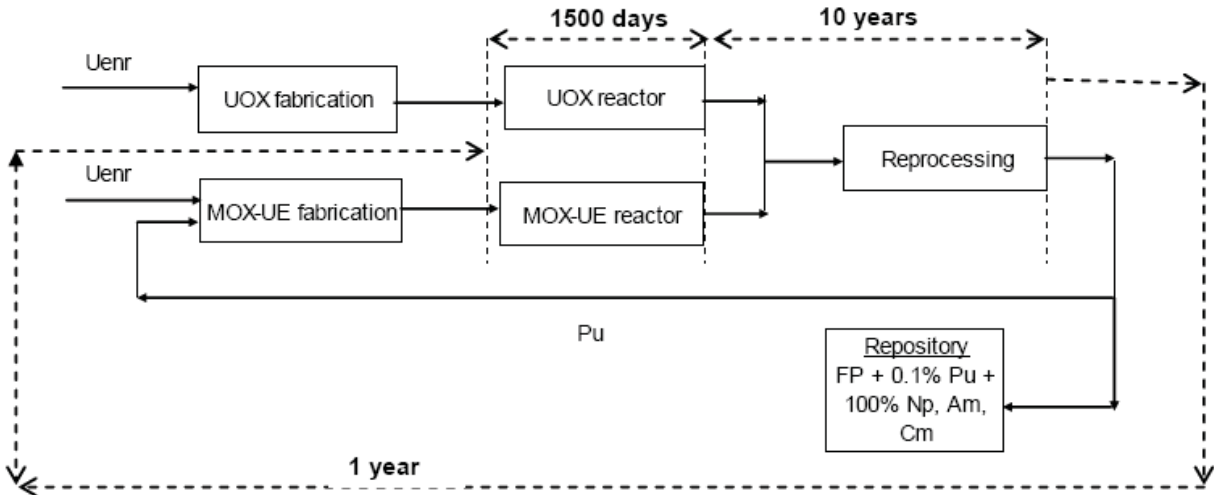 1500 days
10 years
Uenr
UOX fabrication
UOX reactor
Reprocessing
Uenr
MOX-UE fabrication
MOX-UE reactor
Pu
Repository
FP + 0.1% Pu +
100% Np, Am,
Cm
1 year